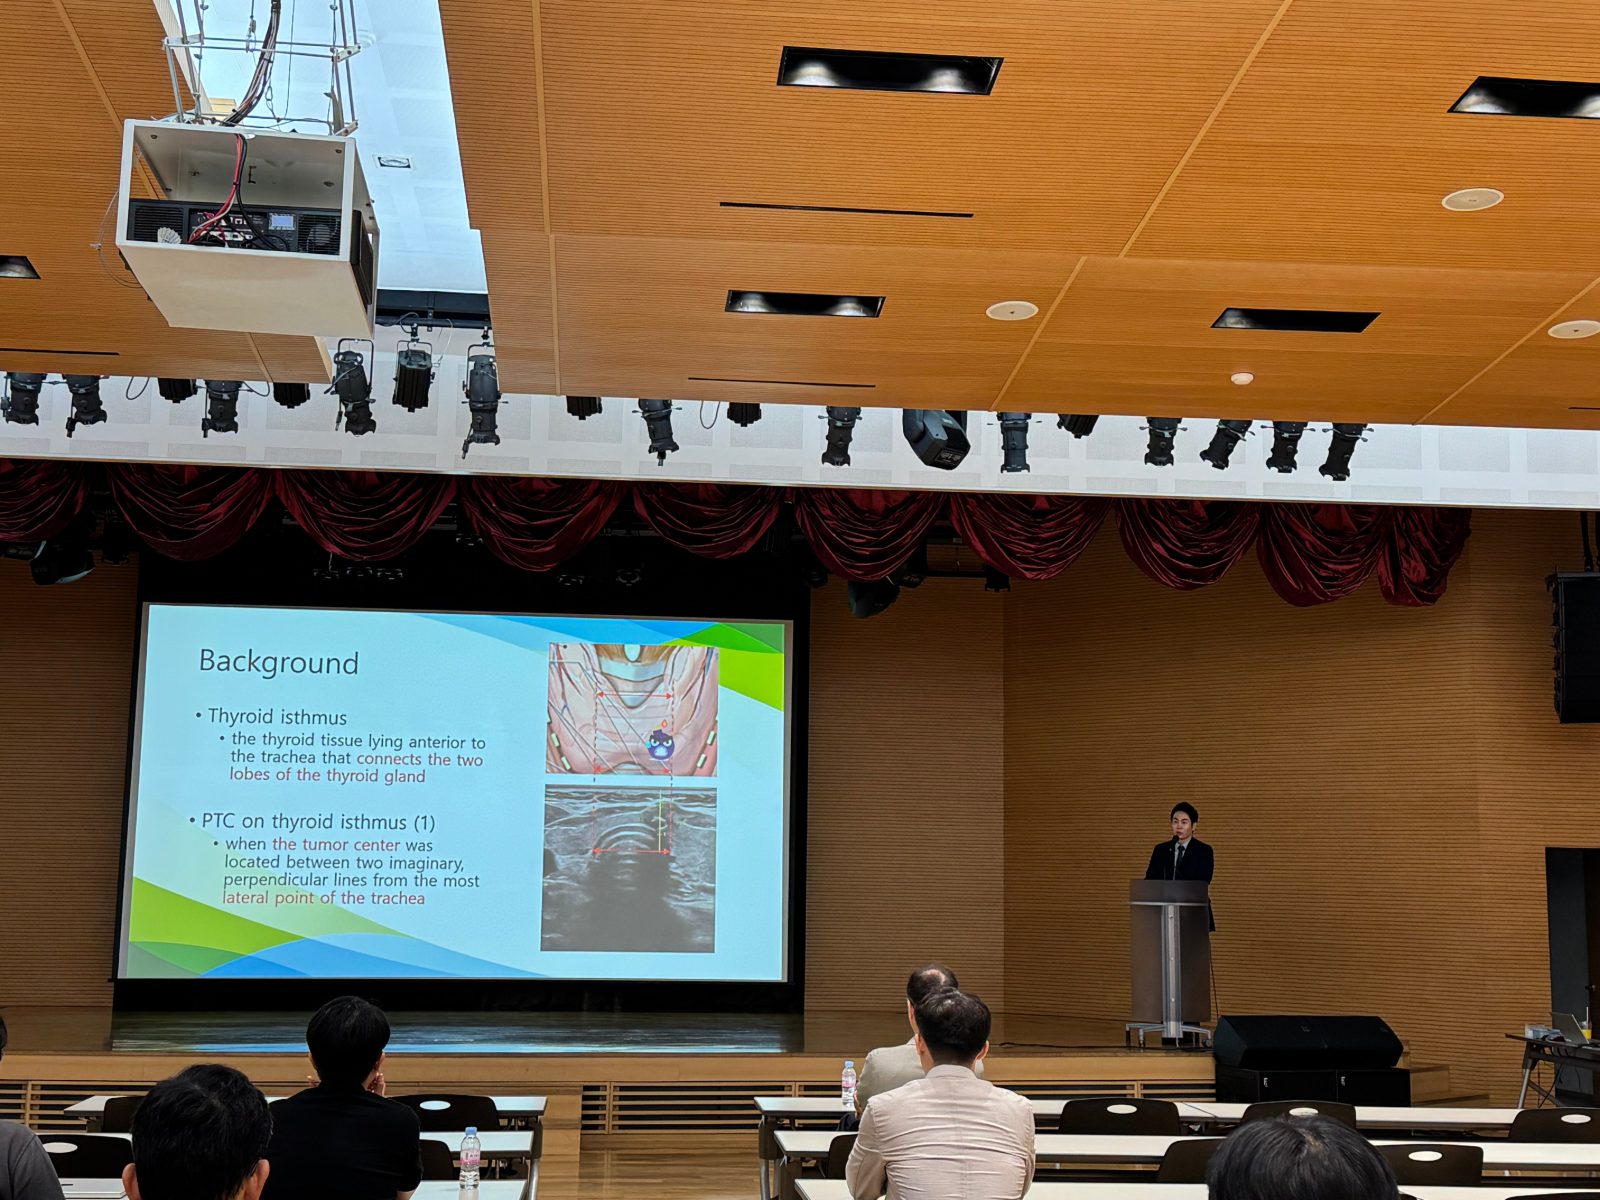 Background
• Thyroid isthmus
• the thyroid tissue lying anterior to
the trachea that connects the two
lobes of the thyroid gland
• PTC on thyroid isthmus (1)
• when the tumor center was
located between two imaginary,
perpendicular lines from the most
lateral point of the trachea